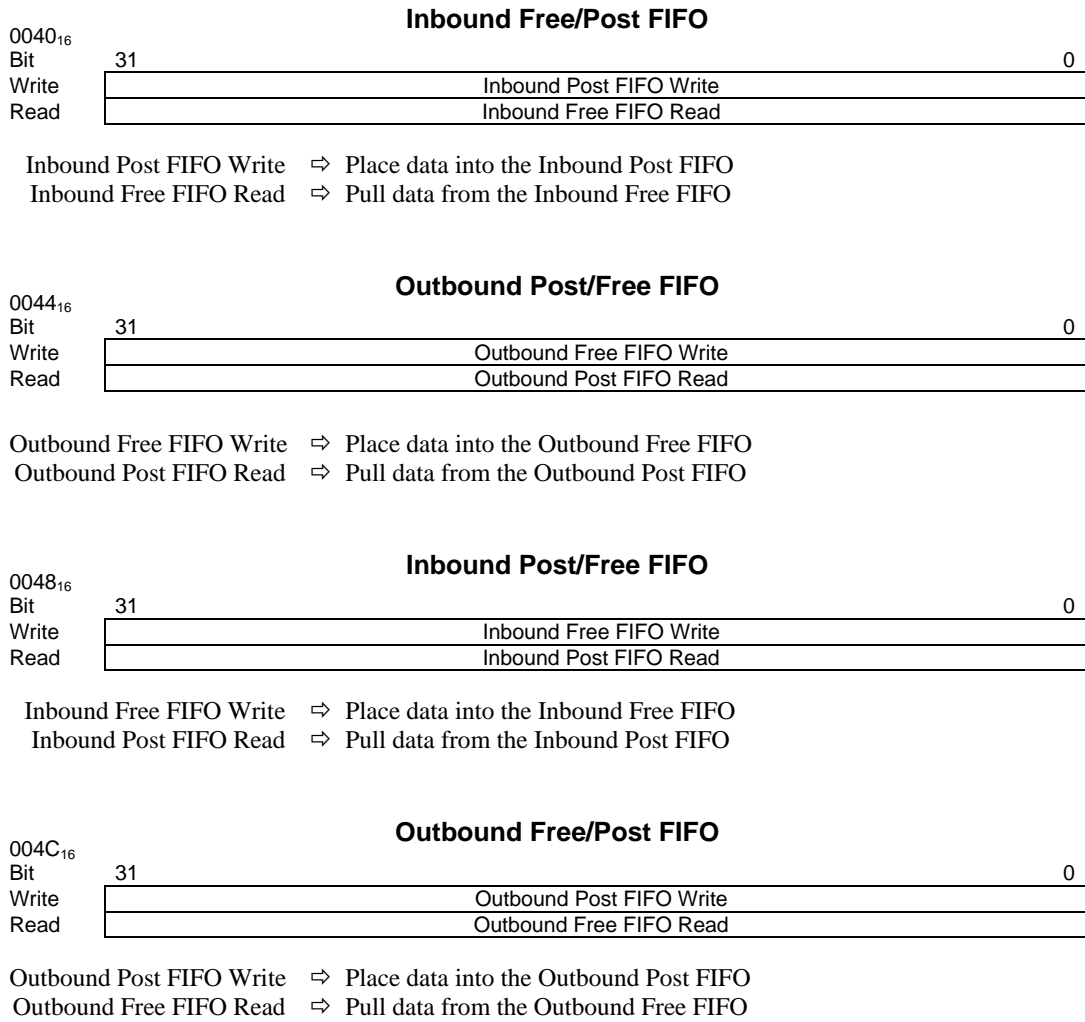 Inbound Free/Post FIFO
0040₁₆
Bit 31 0
Write Inbound Post FIFO Write
Read Inbound Free FIFO Read
Inbound Post FIFO Write ⇨ Place data into the Inbound Post FIFO
Inbound Free FIFO Read ⇨ Pull data from the Inbound Free FIFO
Outbound Post/Free FIFO
0044₁₆
Bit 31 0
Write Outbound Free FIFO Write
Read Outbound Post FIFO Read
Outbound Free FIFO Write ⇨ Place data into the Outbound Free FIFO
Outbound Post FIFO Read ⇨ Pull data from the Outbound Post FIFO
Inbound Post/Free FIFO
0048₁₆
Bit 31 0
Write Inbound Free FIFO Write
Read Inbound Post FIFO Read
Inbound Free FIFO Write ⇨ Place data into the Inbound Free FIFO
Inbound Post FIFO Read ⇨ Pull data from the Inbound Post FIFO
Outbound Free/Post FIFO
004C₁₆
Bit 31 0
Write Outbound Post FIFO Write
Read Outbound Free FIFO Read
Outbound Post FIFO Write ⇨ Place data into the Outbound Post FIFO
Outbound Free FIFO Read ⇨ Pull data from the Outbound Free FIFO